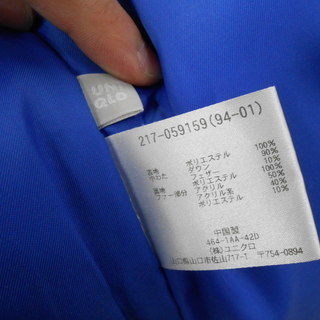 UNI
QLO
217-059159(94-01)
表地 ポリエステル 100%
中わた ダウン 90%
フェザー 10%
裏地 ポリエステル 100%
ファー部分 アクリル 50%
アクリル系 40%
ポリエステル 10%
中国製
464-1AA-42D
(株)ユニクロ
山口県山口市佐山717-1 〒754-0894